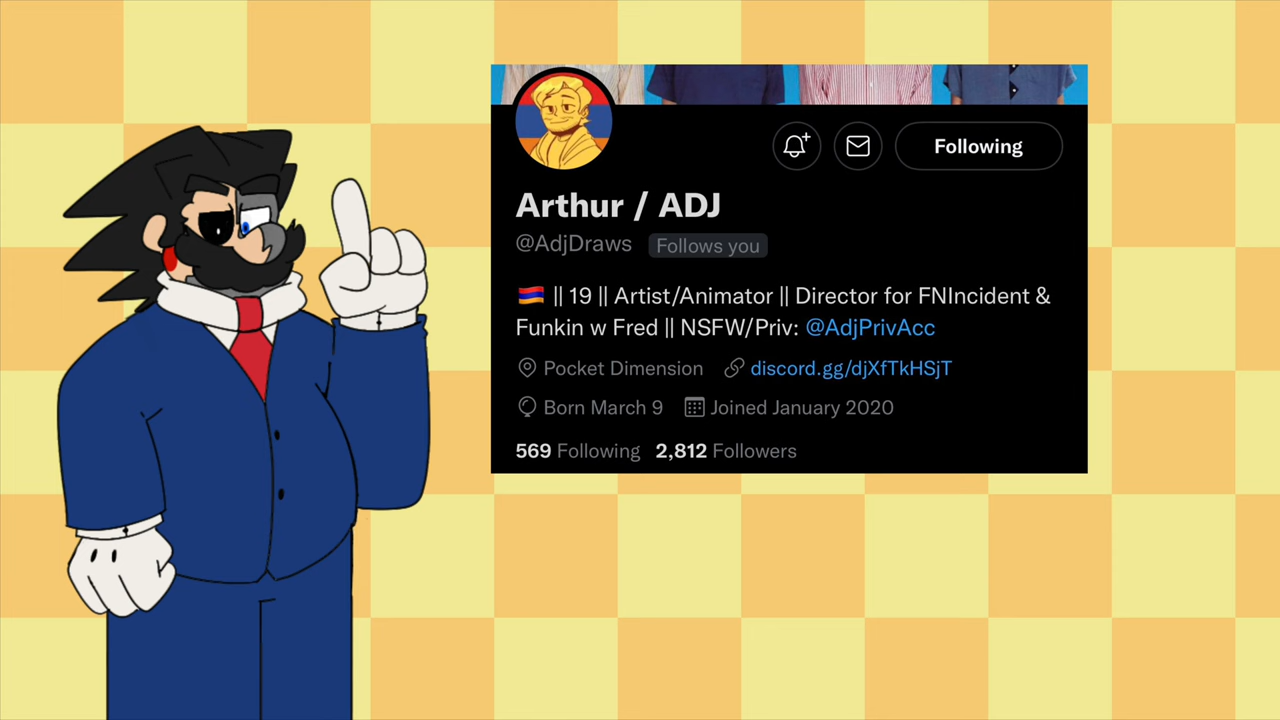 Following
Arthur / ADJ
@AdjDraws Follows you
🇦🇲 || 19 || Artist/Animator || Director for FNIncident &
Funkin w Fred || NSFW/Priv: @AdjPrivAcc
Pocket Dimension discord.gg/djXfTkHSjT
Born March 9 Joined January 2020
569 Following 2,812 Followers